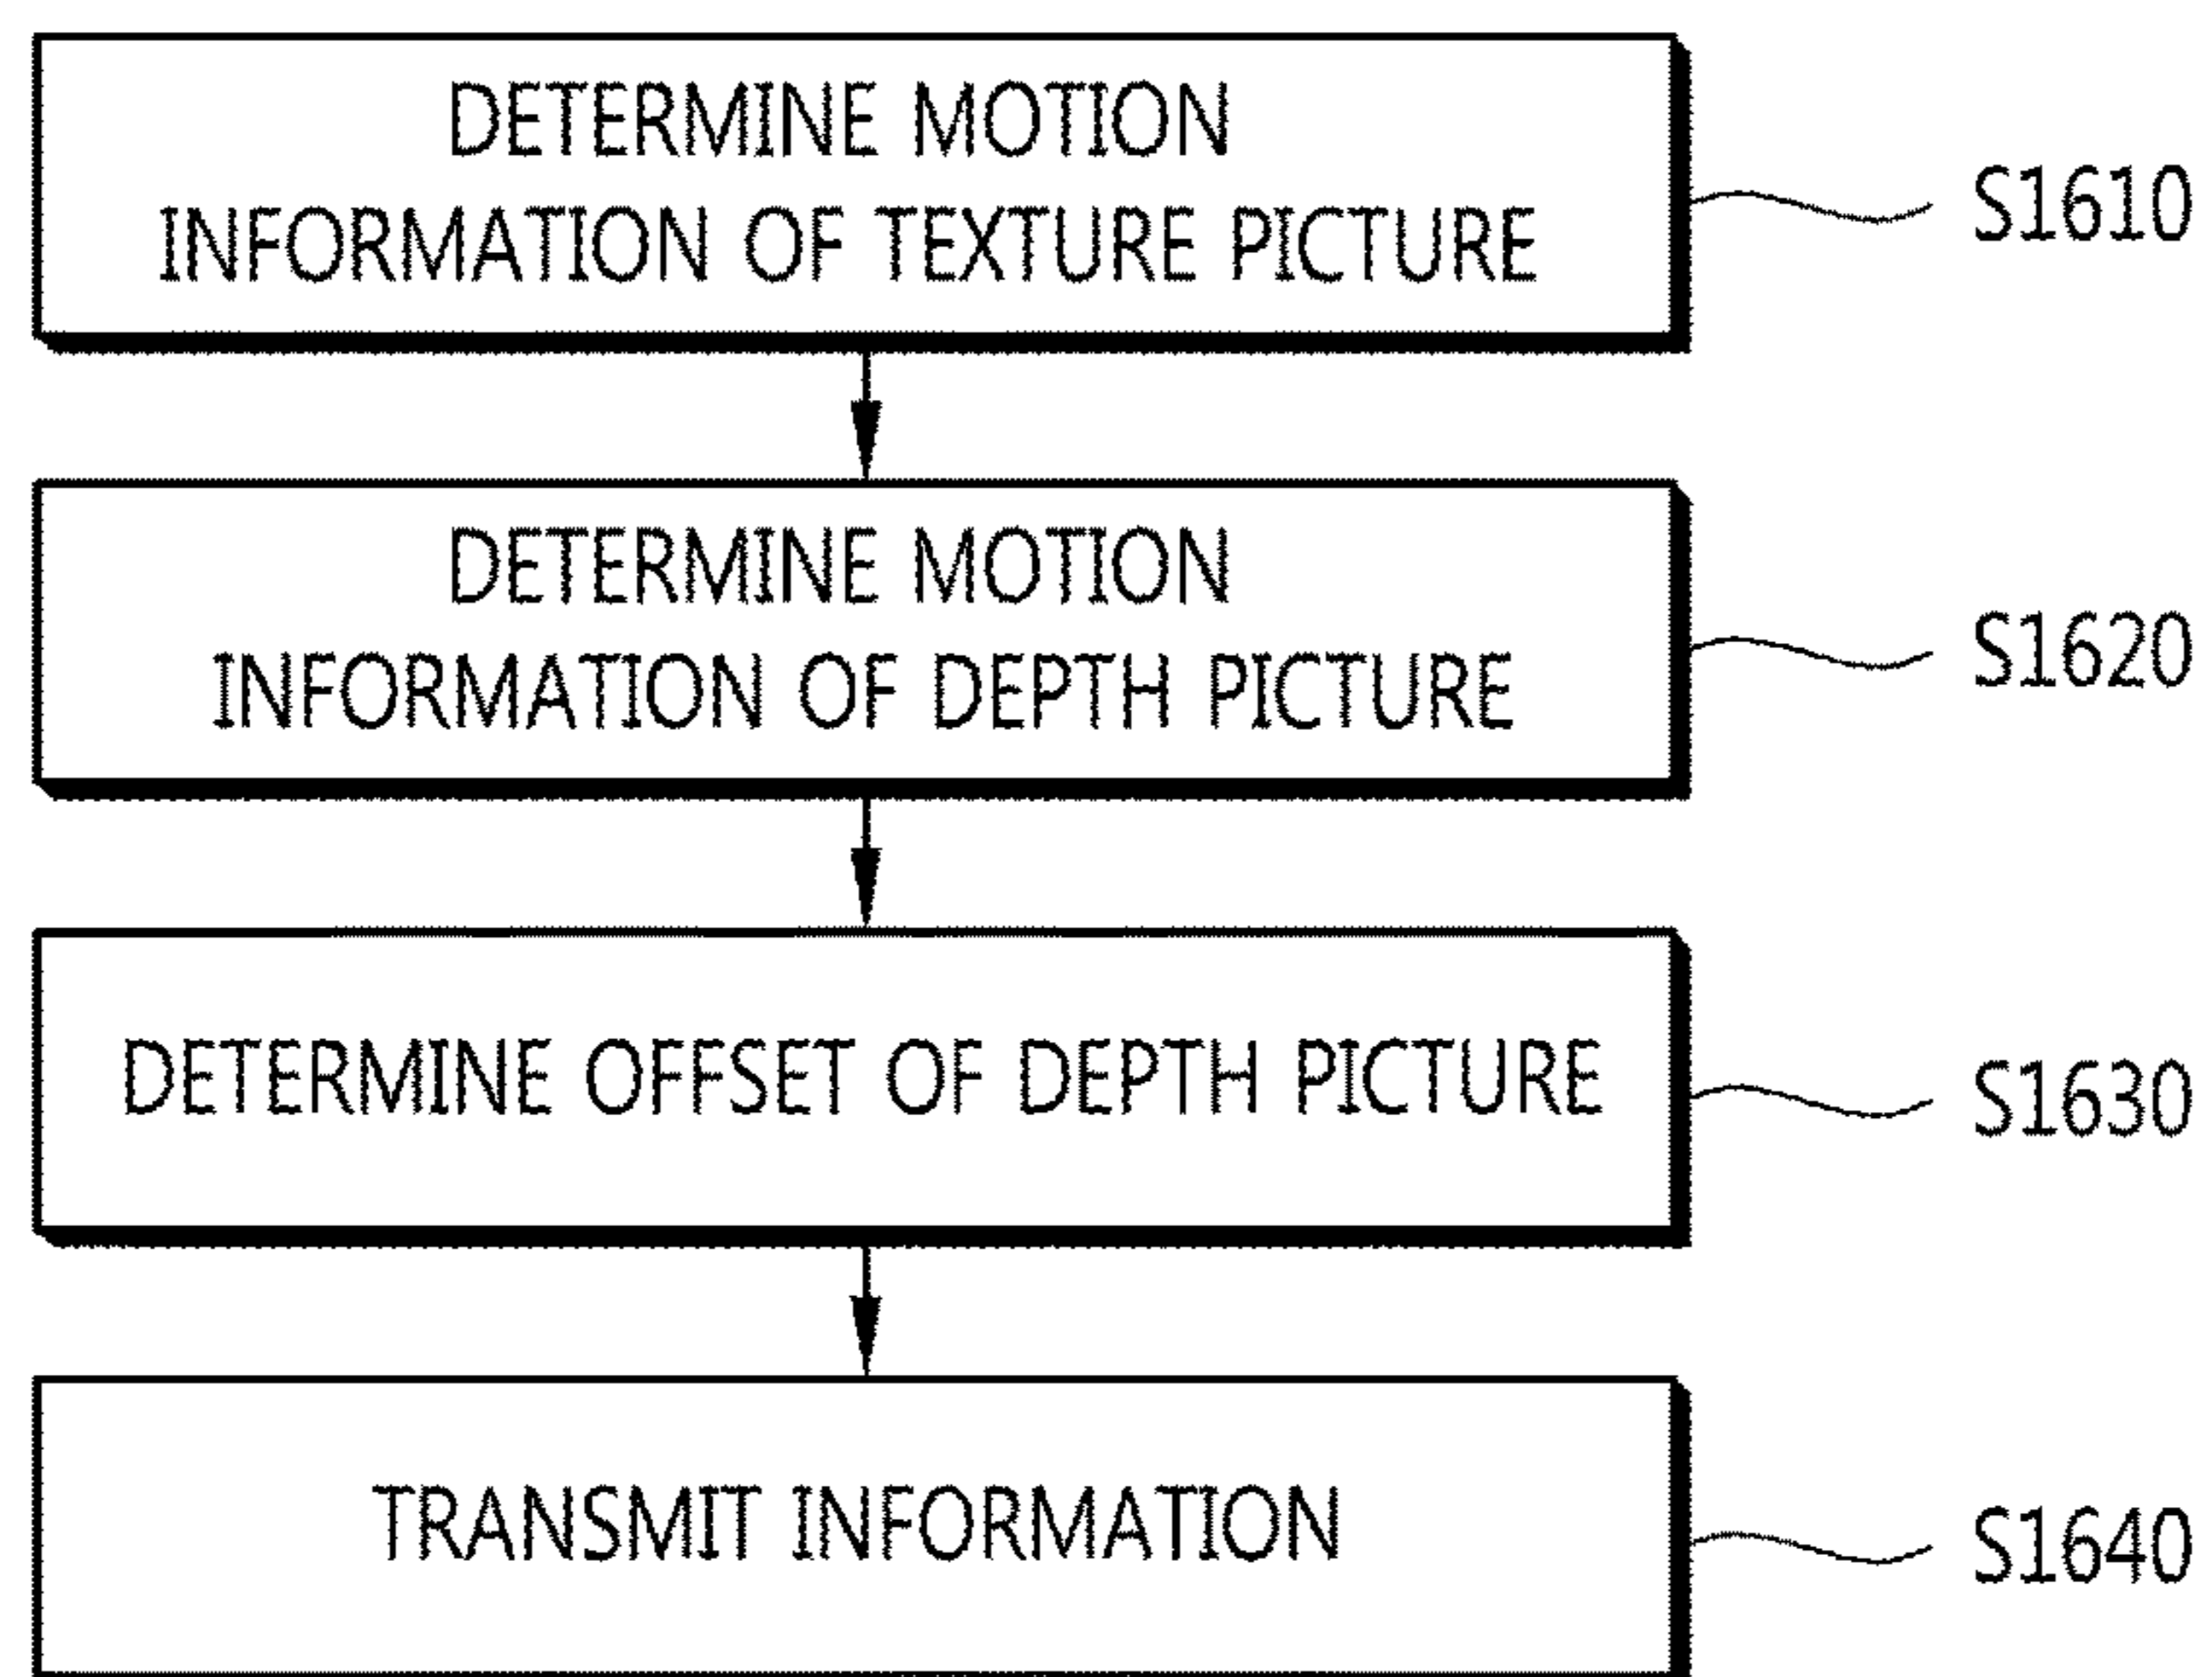 DETERMINE MOTION
INFORMATION OF TEXTURE PICTURE
S1610
DETERMINE MOTION
INFORMATION OF DEPTH PICTURE
S1620
DETERMINE OFFSET OF DEPTH PICTURE
S1630
TRANSMIT INFORMATION
S1640